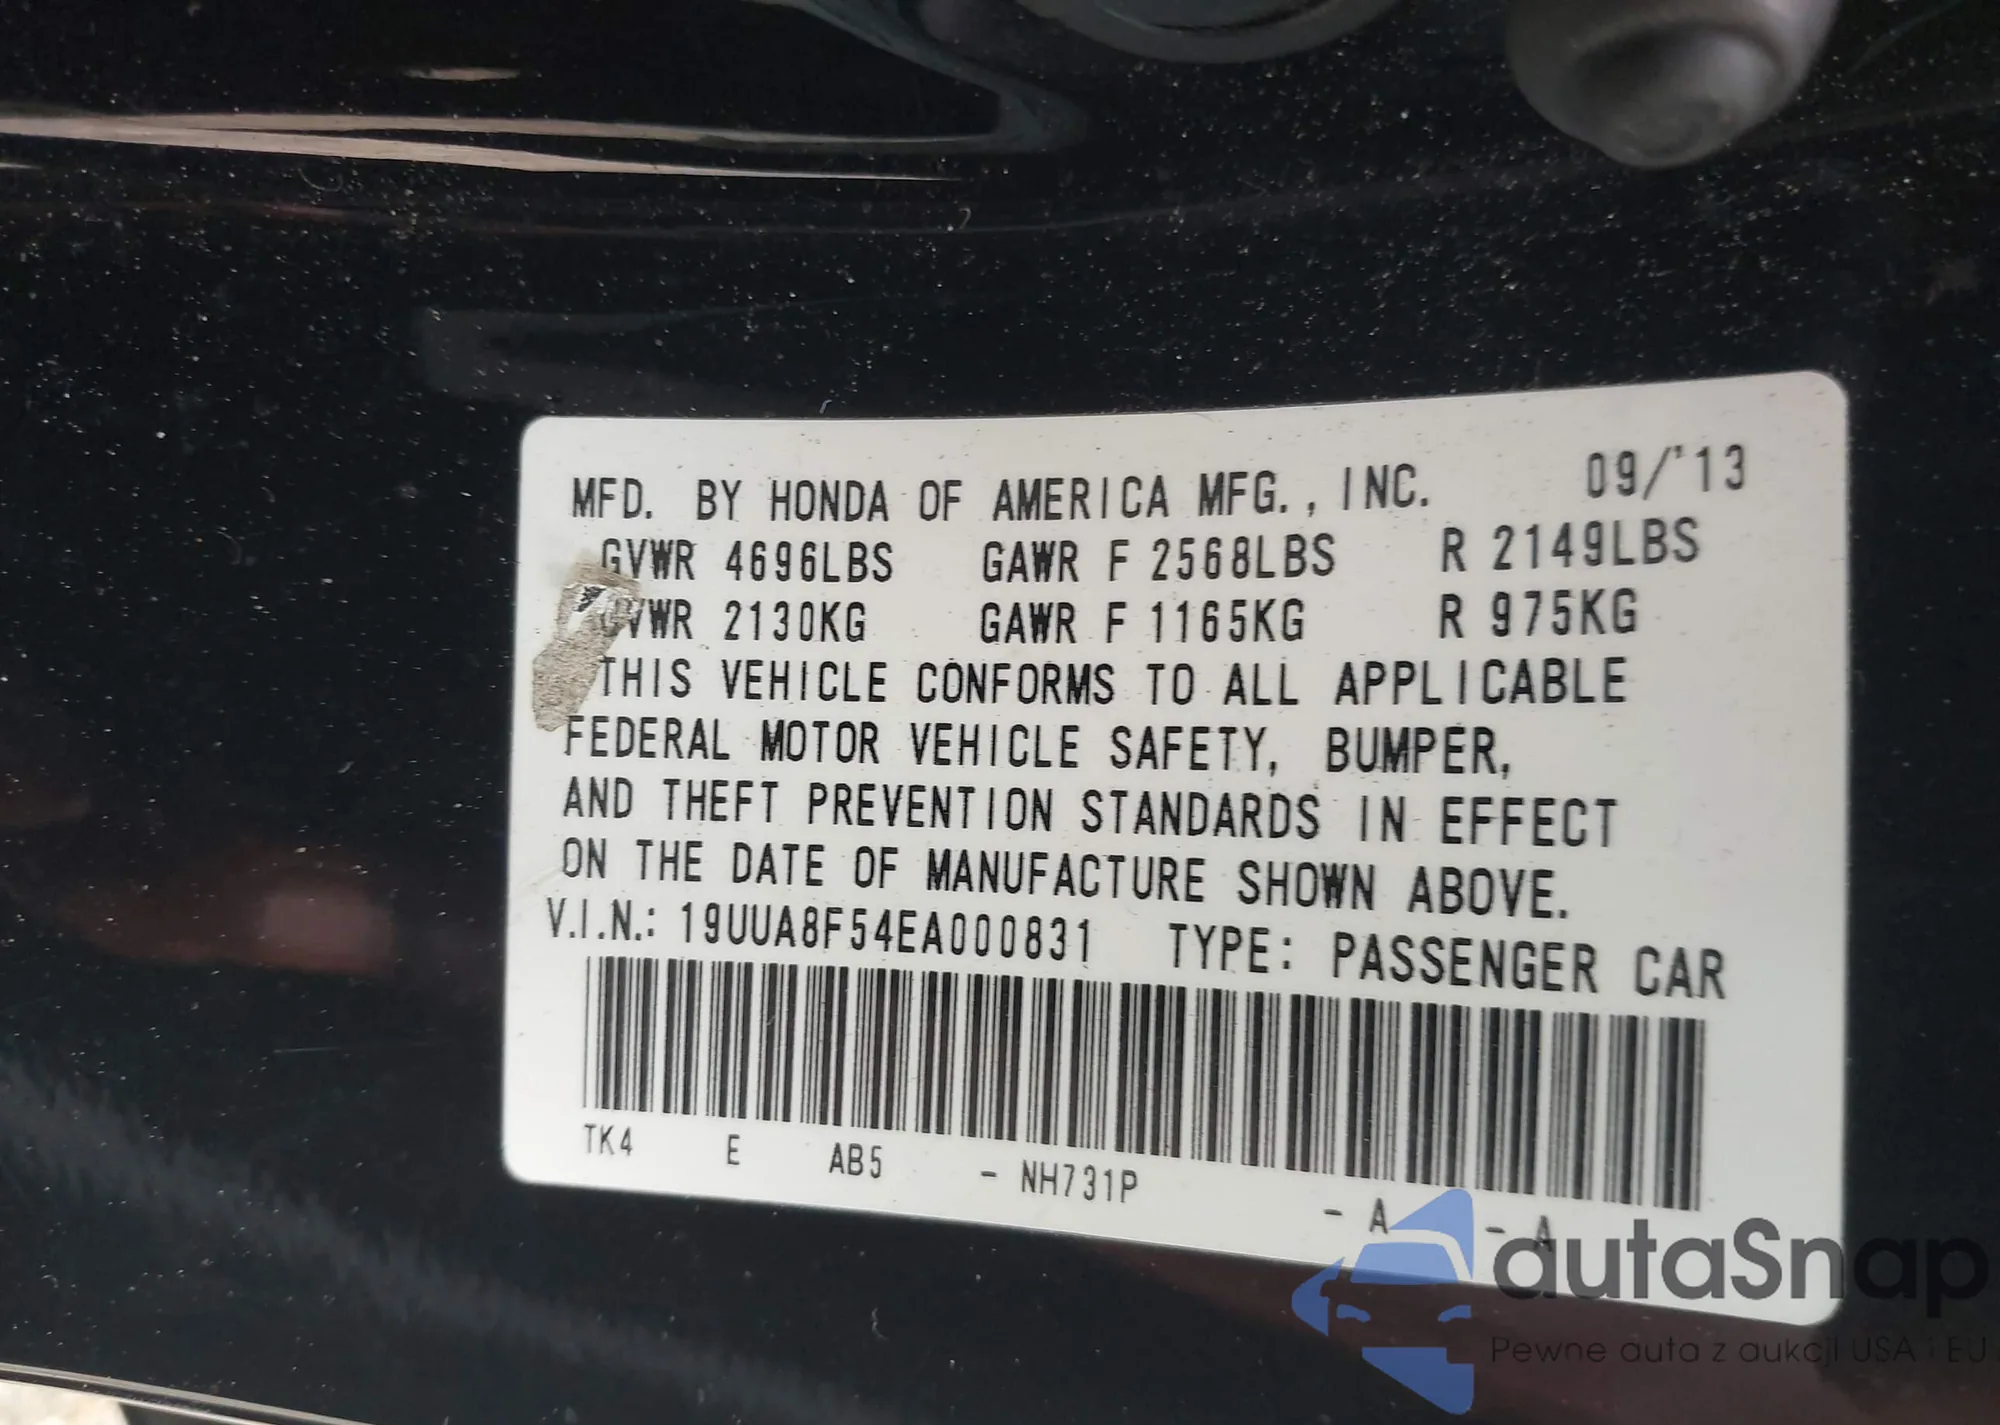 MFD. BY HONDA OF AMERICA MFG., INC. 09/'13
GVWR 4696LBS GAWR F 2568LBS R 2149LBS
GVWR 2130KG GAWR F 1165KG R 975KG
THIS VEHICLE CONFORMS TO ALL APPLICABLE
FEDERAL MOTOR VEHICLE SAFETY, BUMPER,
AND THEFT PREVENTION STANDARDS IN EFFECT
ON THE DATE OF MANUFACTURE SHOWN ABOVE.
V.I.N.: 19UUA8F54EA000831 TYPE: PASSENGER CAR
TK4 E AB5 - NH731P - A - A
autaSnap
Pewne auta z aukcji USA i EU